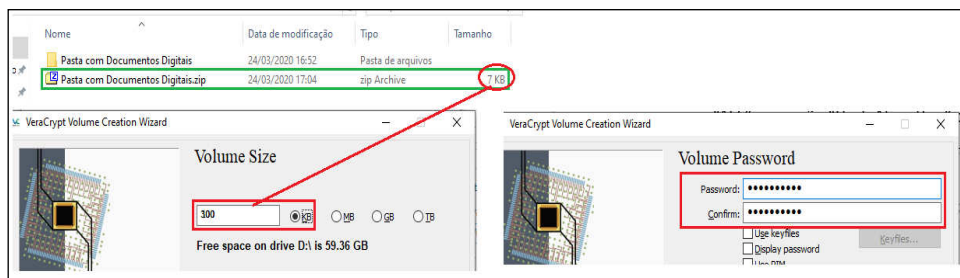 Nome Data de modificação Tipo Tamanho
Pasta com Documentos Digitais 24/03/2020 16:52 Pasta de arquivos
Pasta com Documentos Digitais.zip 24/03/2020 17:04 zip Archive 7 KB
VeraCrypt Volume Creation Wizard
Volume Size
300 KB MB GB TB
Free space on drive D:\ is 59.36 GB
VeraCrypt Volume Creation Wizard
Volume Password
Password: ••••••••••
Confirm: ••••••••••
Use keyfiles Keyfiles...
Display password
Use PIM